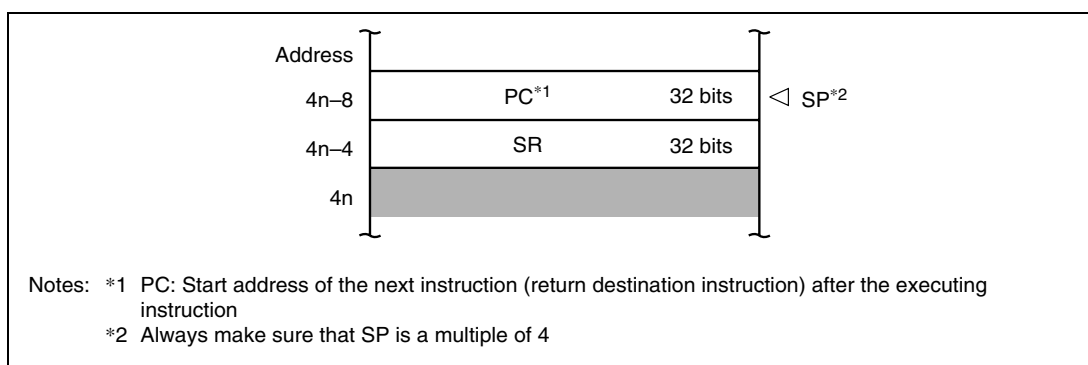 Address
4n–8 PC*1 32 bits SP*2
4n–4 SR 32 bits
4n
Notes: *1 PC: Start address of the next instruction (return destination instruction) after the executing
instruction
*2 Always make sure that SP is a multiple of 4